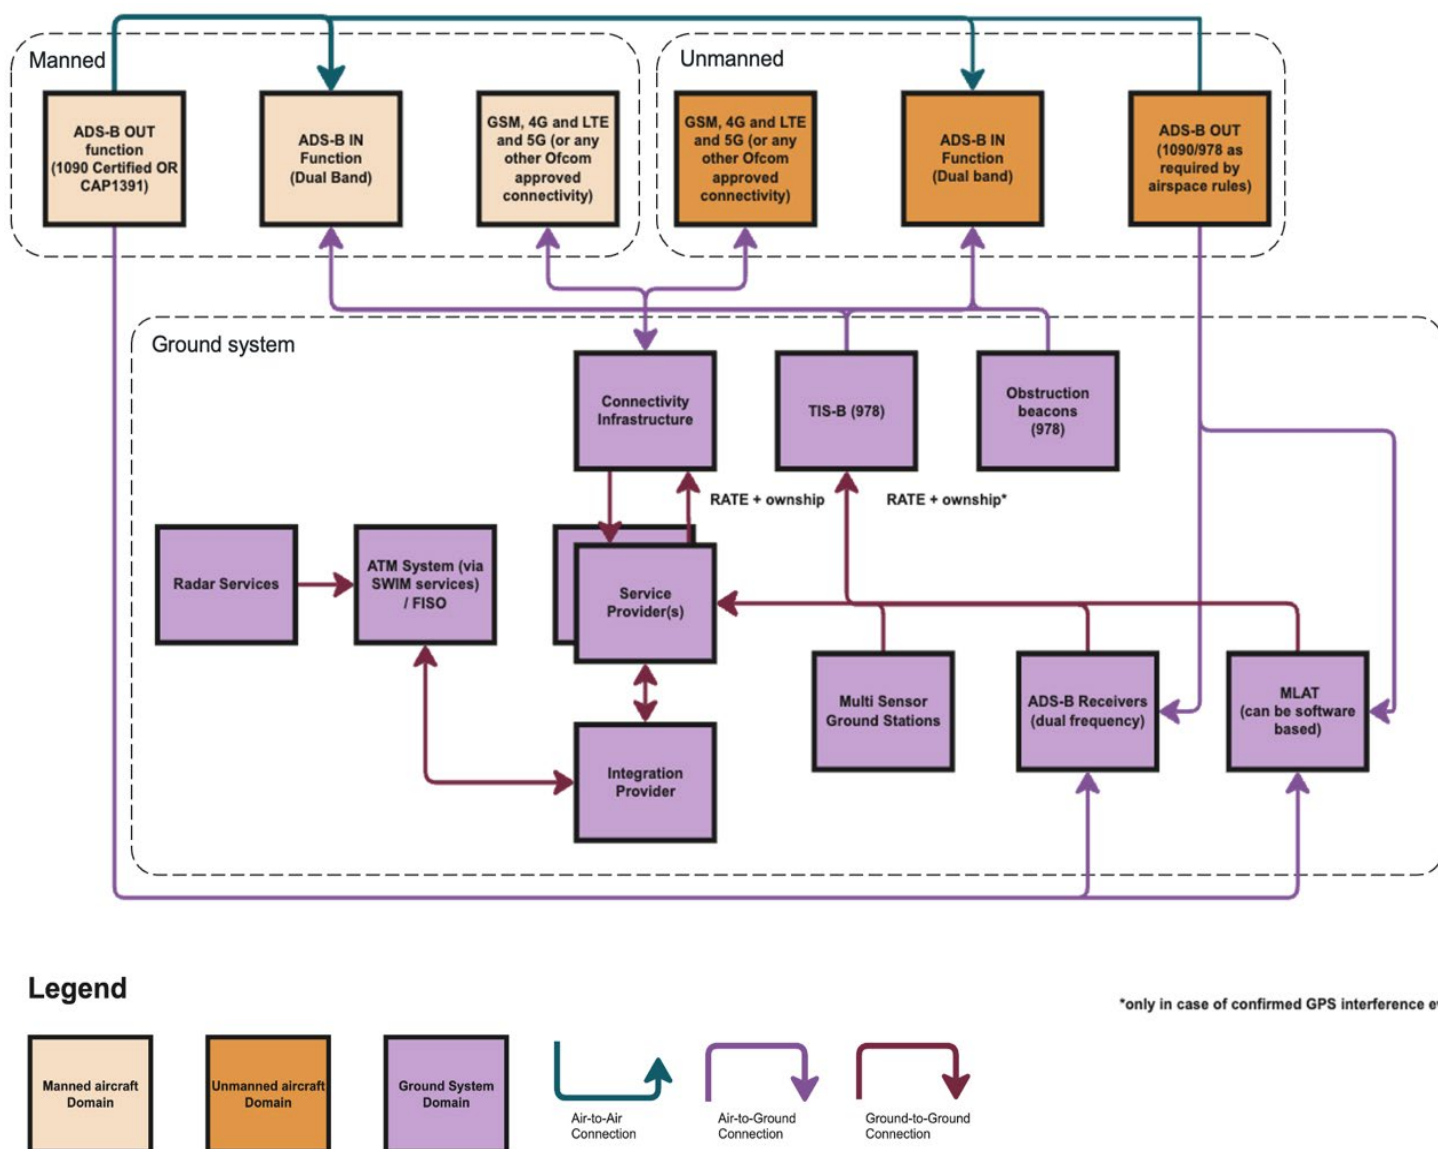 Manned
Unmanned
ADS-B OUT
function
(1090 Certified OR
CAP1391)
ADS-B IN
Function
(Dual Band)
GSM, 4G and LTE
and 5G (or any
other Ofcom
approved
connectivity)
GSM, 4G and LTE
and 5G (or any
other Ofcom
approved
connectivity)
ADS-B IN
Function
(Dual band)
ADS-B OUT
(1090/978 as
required by
airspace rules)
Ground system
Connectivity
Infrastructure
TIS-B (978)
Obstruction
beacons
(978)
RATE + ownship
RATE + ownship*
Radar Services
ATM System (via
SWIM services)
/ FISO
Service
Provider(s)
Multi Sensor
Ground Stations
ADS-B Receivers
(dual frequency)
MLAT
(can be software
based)
Integration
Provider
Legend
*only in case of confirmed GPS interference
Manned aircraft
Domain
Unmanned aircraft
Domain
Ground System
Domain
Air-to-Air
Connection
Air-to-Ground
Connection
Ground-to-Ground
Connection